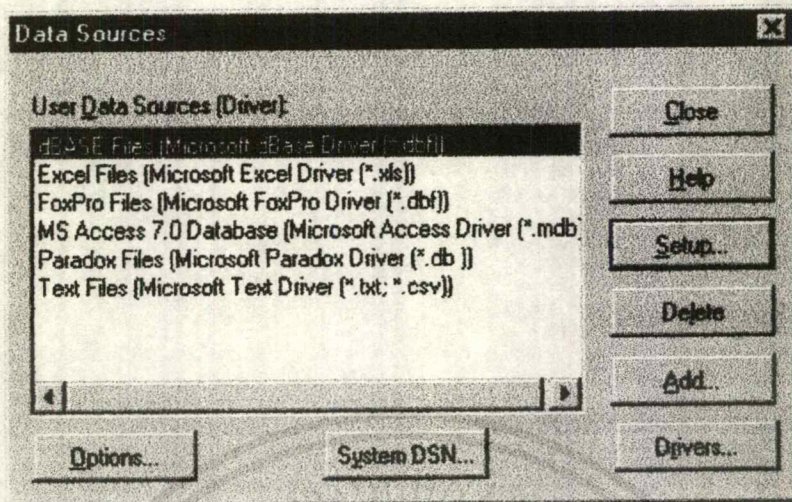 Data Sources
User Data Sources (Driver):
dBASE Files (Microsoft dBase Driver (*.dbf))
Excel Files (Microsoft Excel Driver (*.xls))
FoxPro Files (Microsoft FoxPro Driver (*.dbf))
MS Access 7.0 Database (Microsoft Access Driver (*.mdb)
Paradox Files (Microsoft Paradox Driver (*.db ))
Text Files (Microsoft Text Driver (*.txt; *.csv))
Close
Help
Setup...
Delete
Add...
Drivers...
Options...
System DSN...